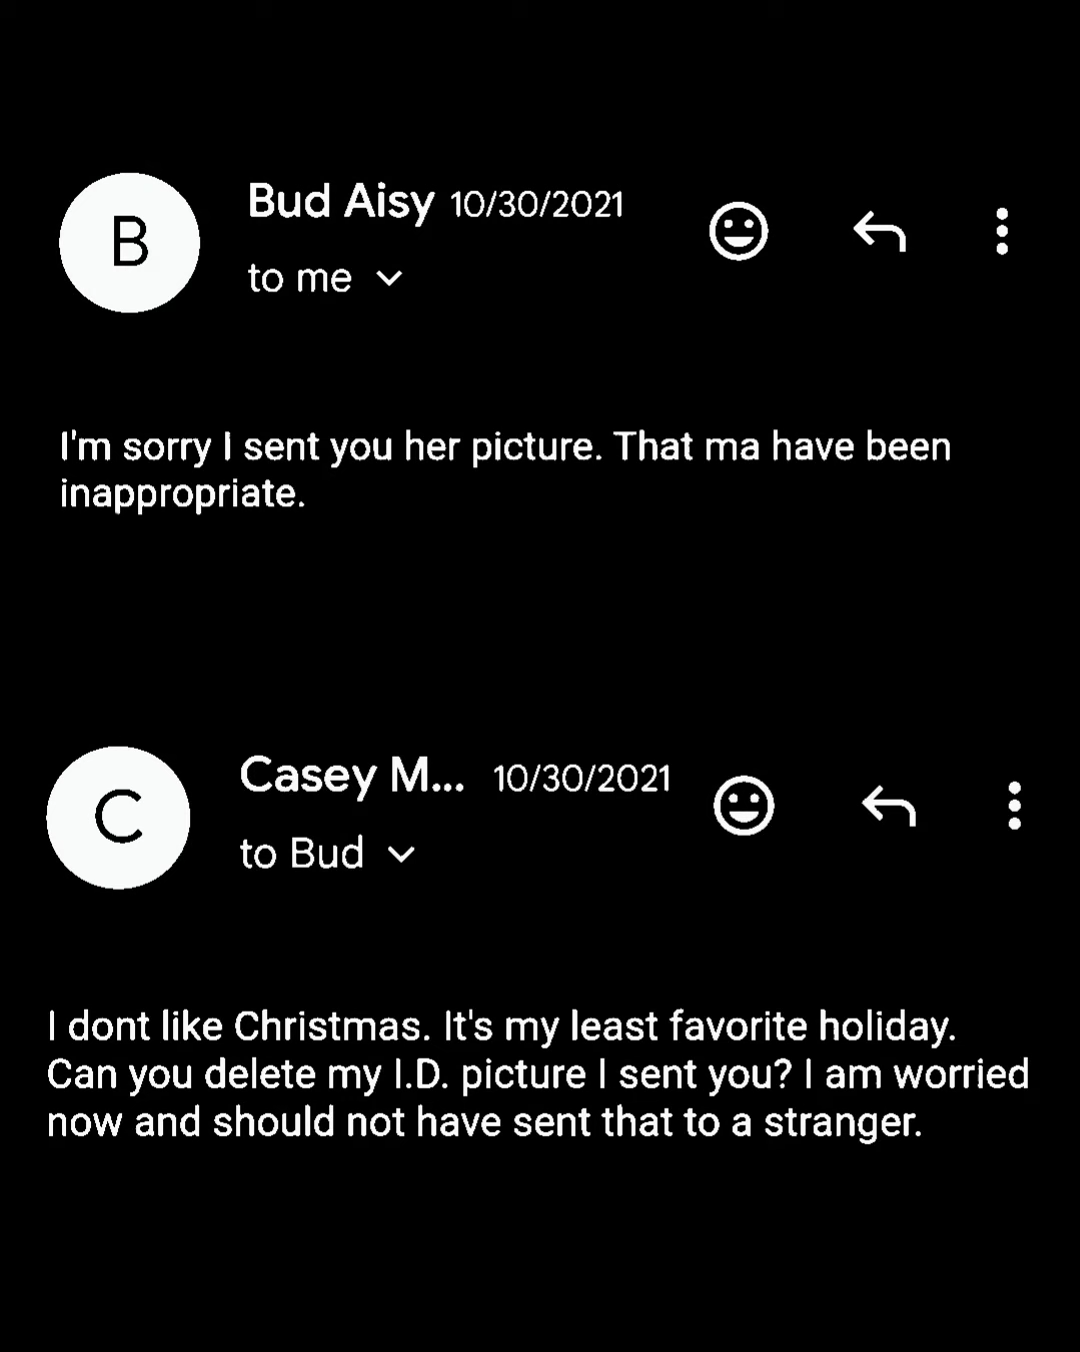 B
Bud Aisy 10/30/2021
to me
I'm sorry I sent you her picture. That ma have been
inappropriate.
C
Casey M... 10/30/2021
to Bud
I dont like Christmas. It's my least favorite holiday.
Can you delete my I.D. picture I sent you? I am worried
now and should not have sent that to a stranger.